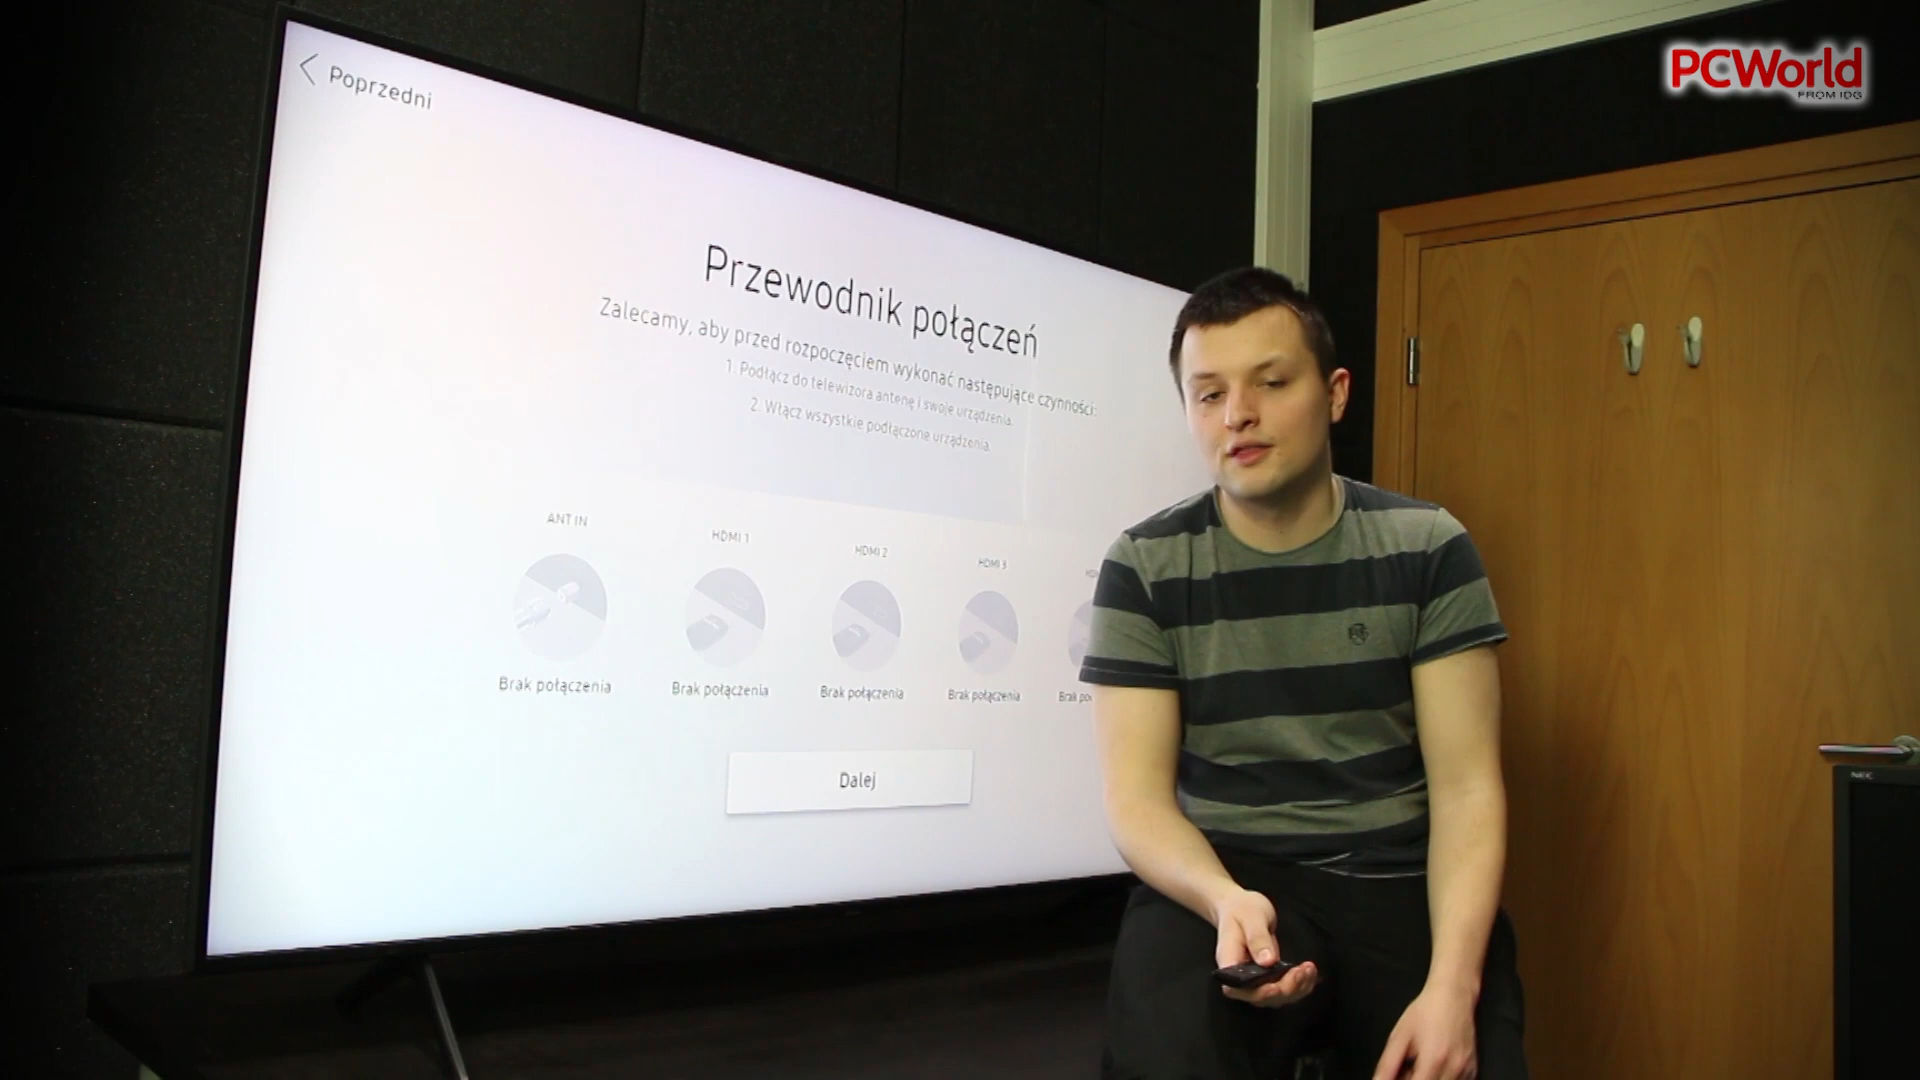 PCWorld
FROM IDG
Poprzedni
Przewodnik połączeń
Zalecamy, aby przed rozpoczęciem wykonać następujące czynności:
1. Podłącz do telewizora antenę i swoje urządzenia.
2. Włącz wszystkie podłączone urządzenia.
ANT IN
HDMI 1
HDMI 2
HDMI 3
Brak połączenia
Brak połączenia
Brak połączenia
Brak połączenia
Brak
Dalej
NEC